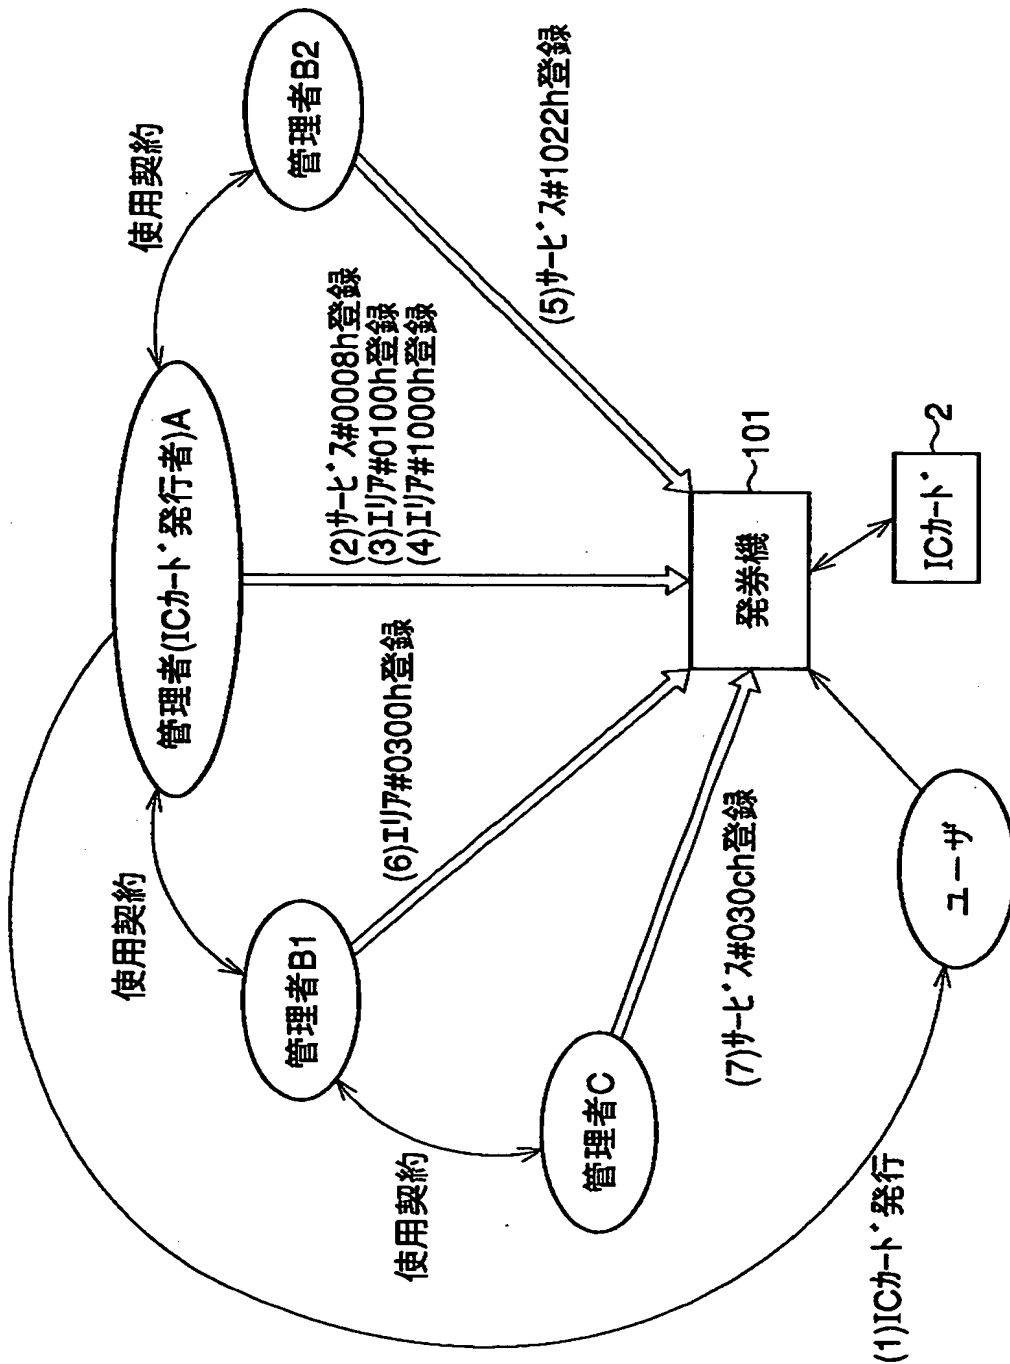 管理者(ICカード発行者)A
使用契約
使用契約
管理者B1
管理者B2
使用契約
管理者C
(2)サービス#0008h登録
(3)エリア#0100h登録
(4)エリア#1000h登録
(5)サービス#1022h登録
(6)エリア#0300h登録
(7)サービス#030ch登録
発券機
101
ICカード
2
ユーザ
(1)ICカード発行